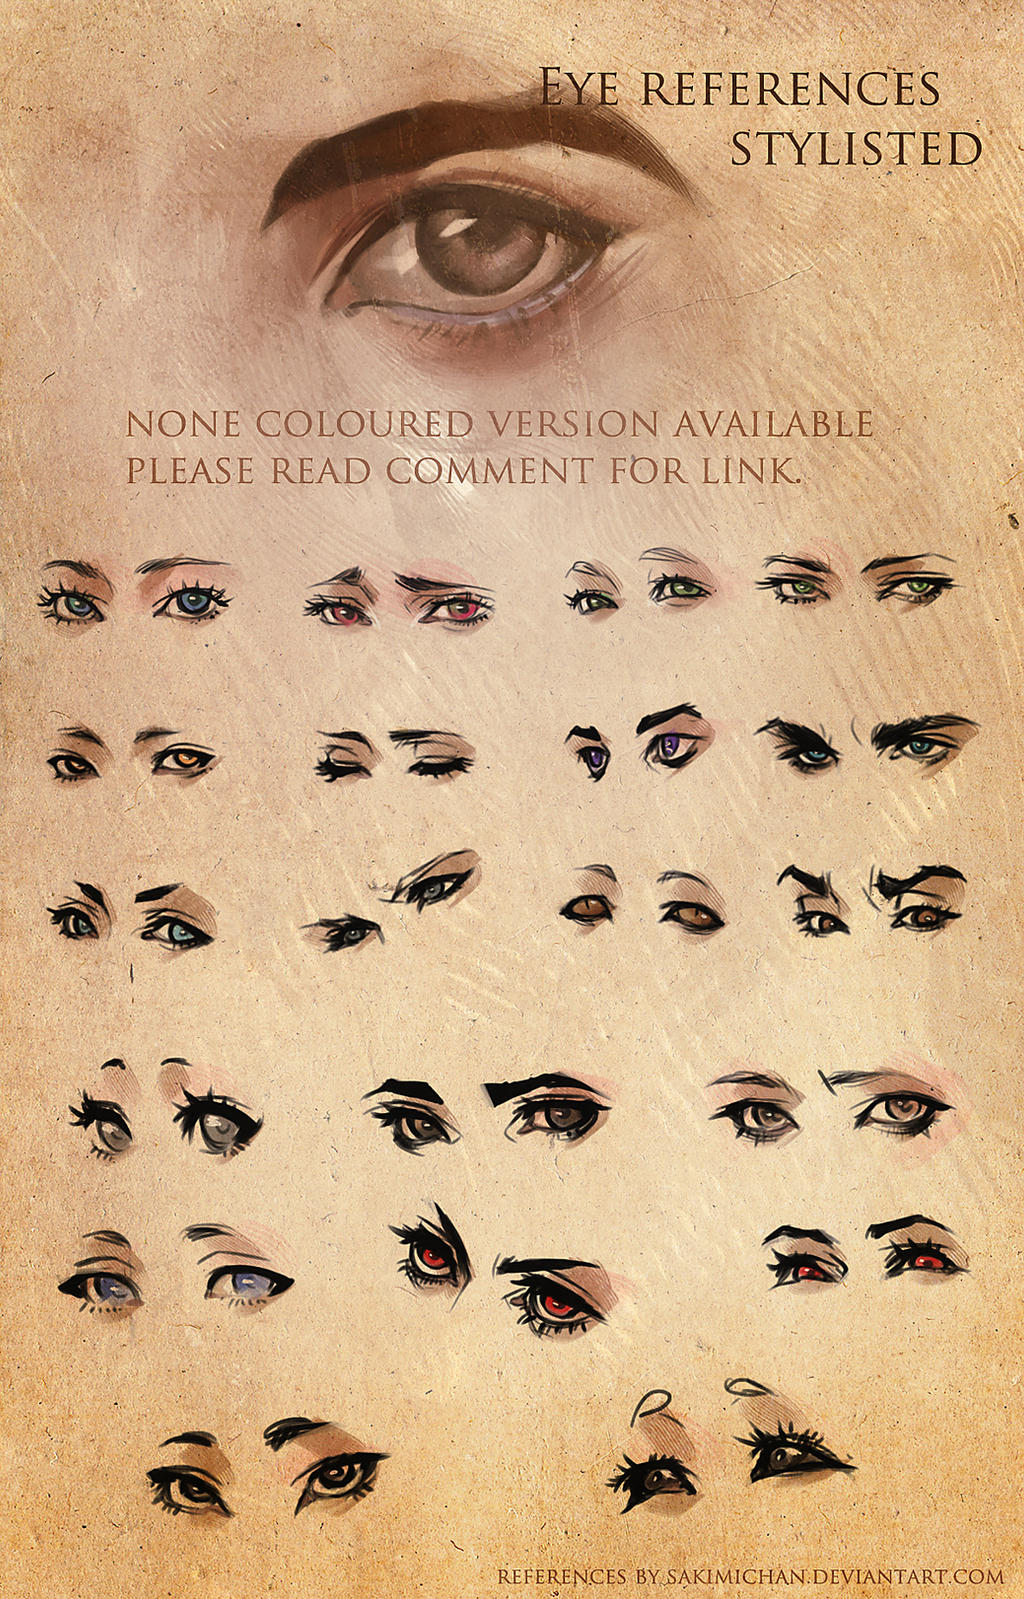 Eye references
stylisted
none coloured version available
please read comment for link.
references by sakimichan.deviantart.com